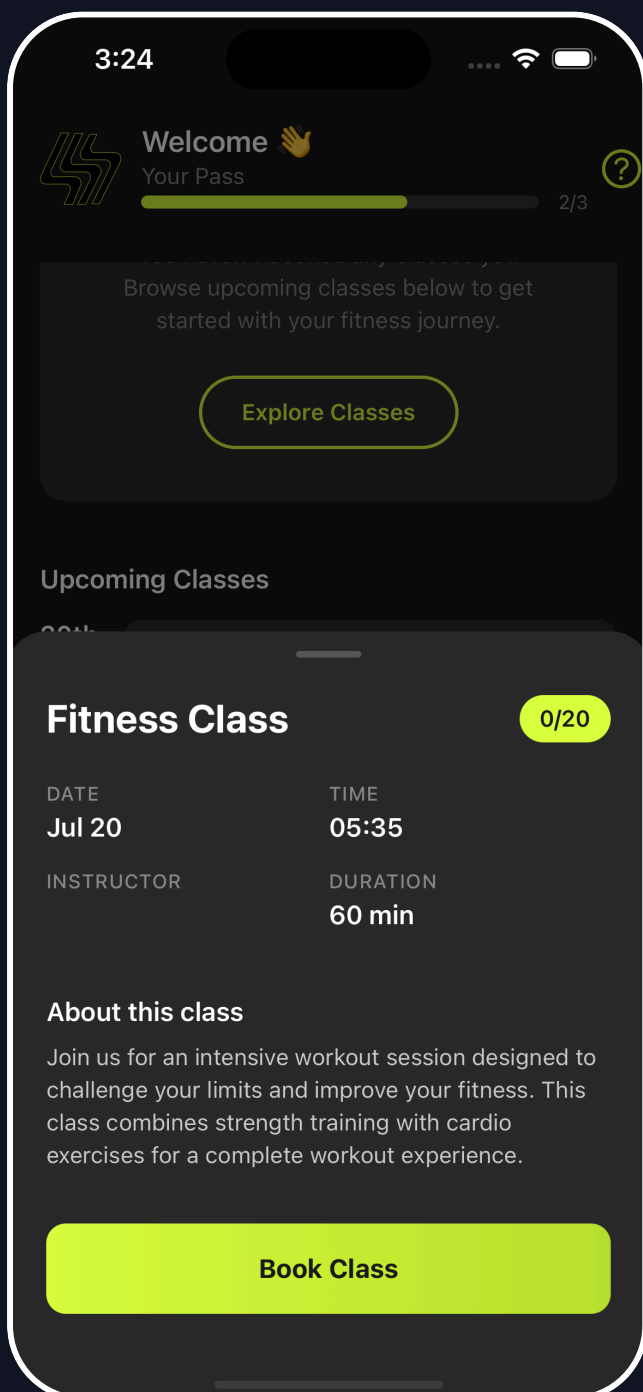 3:24
Welcome 👋
Your Pass
2/3
?
Browse upcoming classes below to get
started with your fitness journey.
Explore Classes
Upcoming Classes
Fitness Class
0/20
DATE
TIME
Jul 20
05:35
INSTRUCTOR
DURATION
60 min
About this class
Join us for an intensive workout session designed to
challenge your limits and improve your fitness. This
class combines strength training with cardio
exercises for a complete workout experience.
Book Class